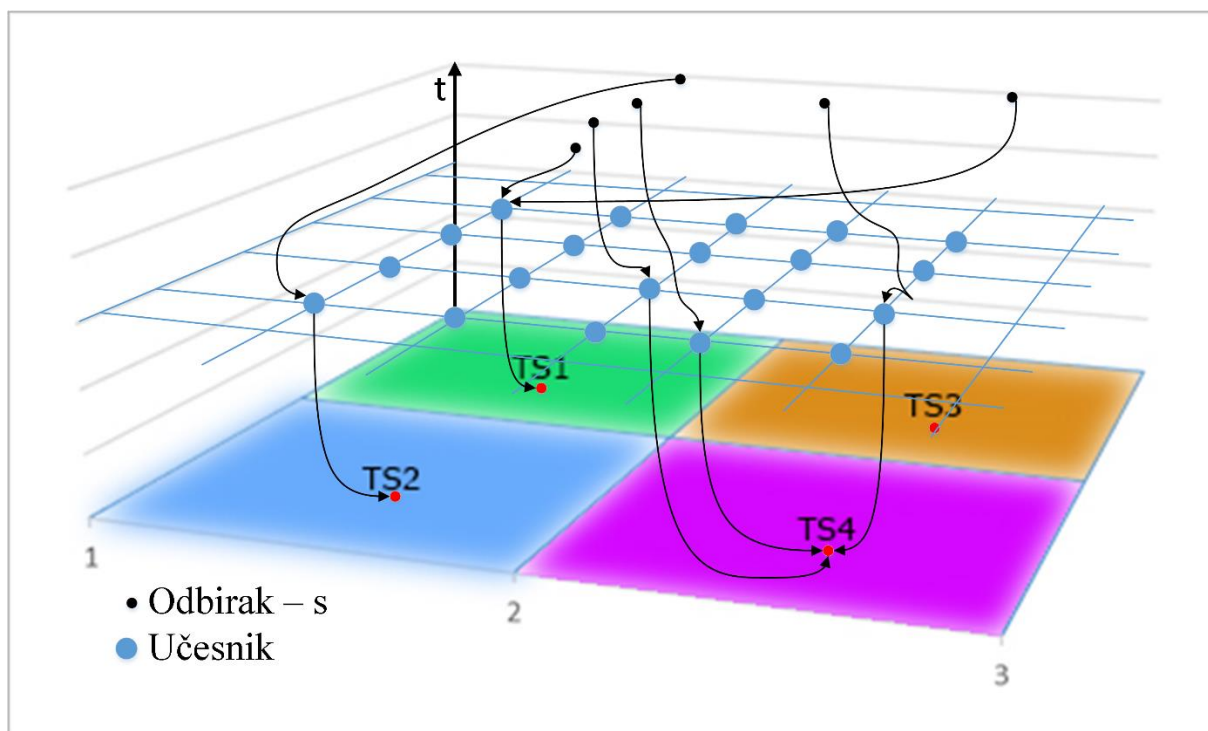 t
TS1
TS3
TS2
TS4
1
2
3
Odbirak – s
Učesnik